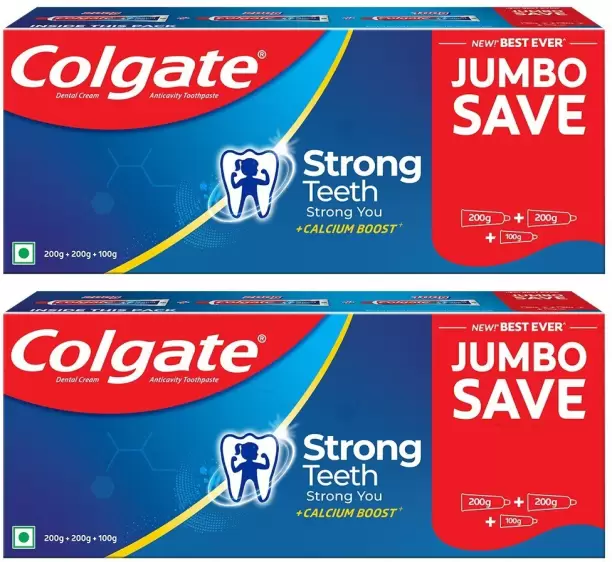 INSIDE THIS PACK
Colgate®
Dental Cream Anticavity Toothpaste
NEW! BEST EVER^
JUMBO
SAVE
Strong
Teeth
Strong You
+CALCIUM BOOST†
200g + 200g
+ 100g
200g + 200g + 100g
INSIDE THIS PACK
Colgate®
Dental Cream Anticavity Toothpaste
NEW! BEST EVER^
JUMBO
SAVE
Strong
Teeth
Strong You
+CALCIUM BOOST†
200g + 200g
+ 100g
200g + 200g + 100g